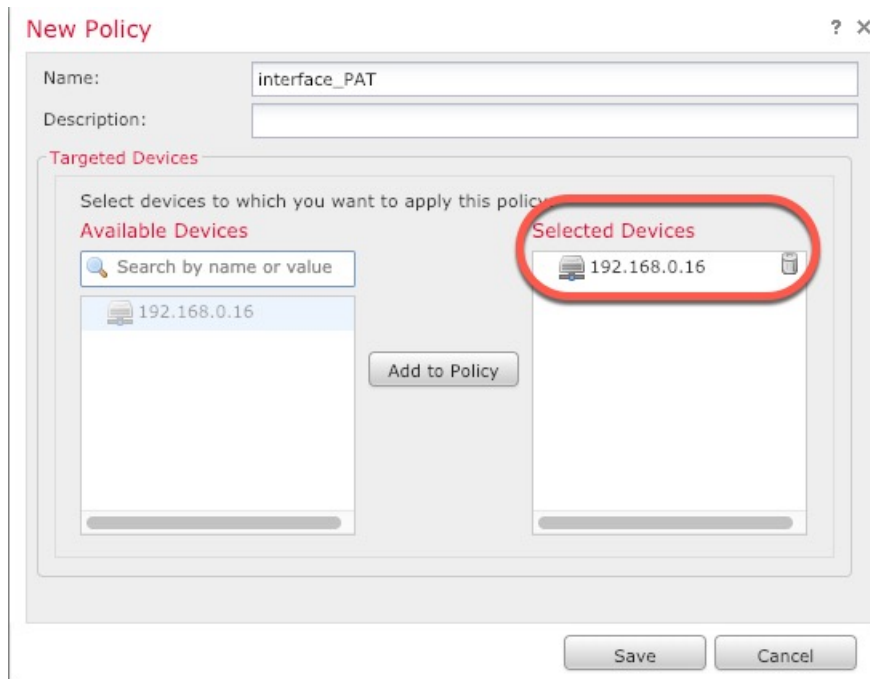 New Policy
?
Name:
interface_PAT
Description:
Targeted Devices
Select devices to which you want to apply this policy
Available Devices
Selected Devices
Search by name or value
192.168.0.16
192.168.0.16
Add to Policy
Save
Cancel